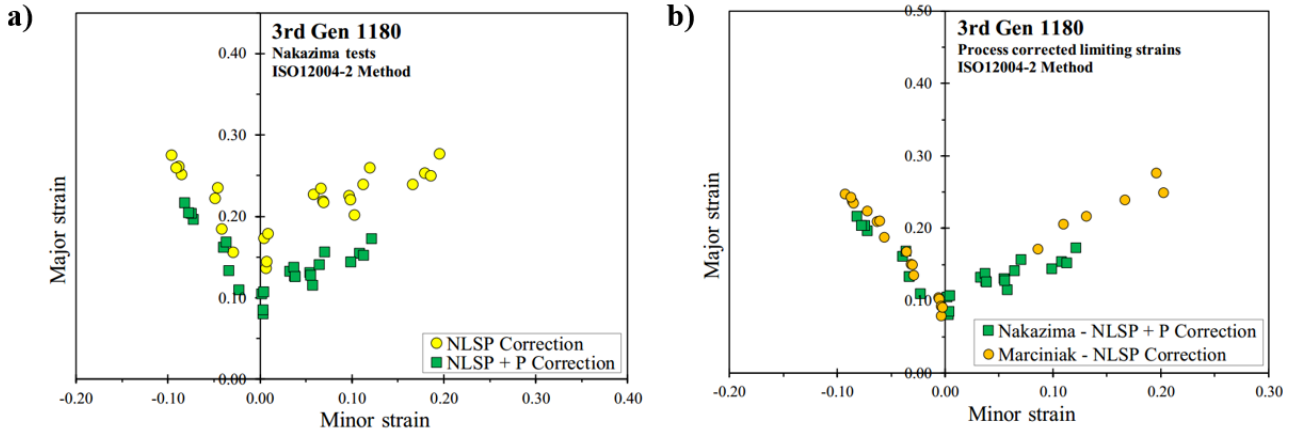 a)
3rd Gen 1180
Nakazima tests
ISO12004-2 Method
0.40
0.30
0.20
0.10
0.00
Major strain
NLSP Correction
NLSP + P Correction
-0.20
-0.10
0.00
0.10
0.20
0.30
0.40
Minor strain
b)
0.50
3rd Gen 1180
Process corrected limiting strains
ISO12004-2 Method
0.40
0.30
0.20
0.10
0.00
Major strain
Nakazima - NLSP + P Correction
Marciniak - NLSP Correction
-0.20
-0.10
0.00
0.10
0.20
0.30
Minor strain